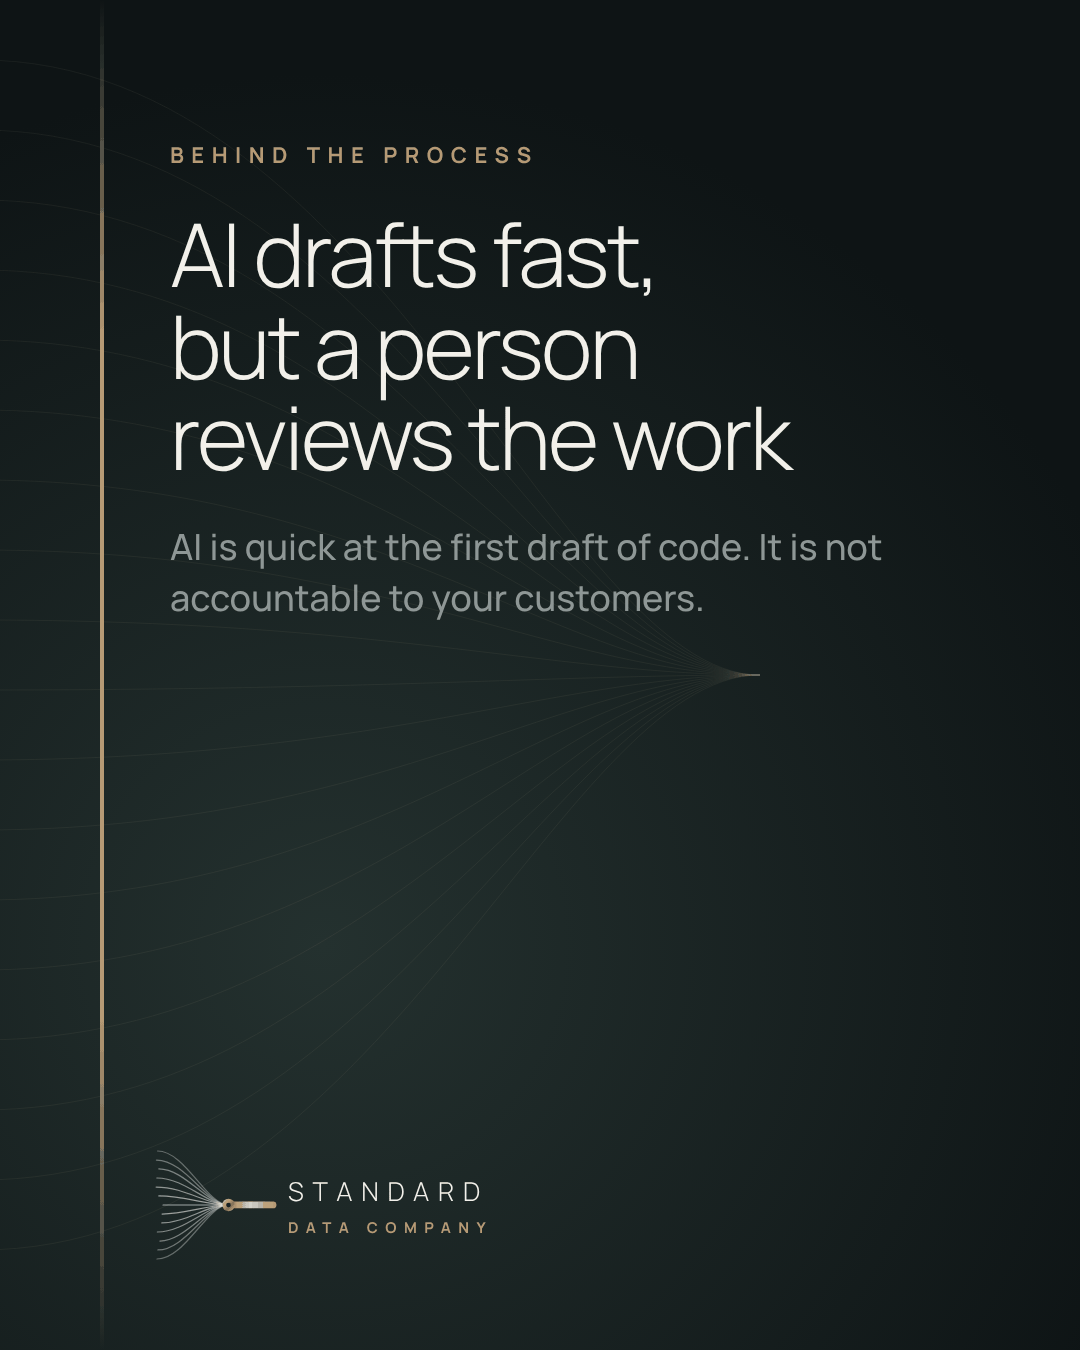 BEHIND THE PROCESS
AI drafts fast,
but a person
reviews the work
AI is quick at the first draft of code. It is not
accountable to your customers.
STANDARD
DATA COMPANY